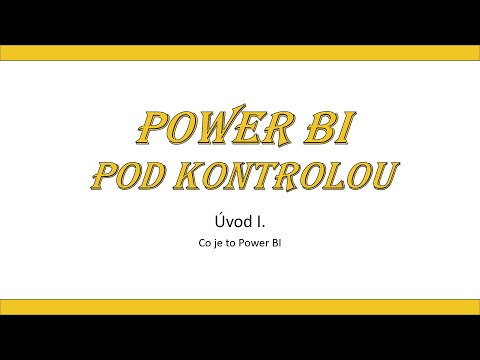 POWER BI
POD KONTROLOU
Úvod I.
Co je to Power BI